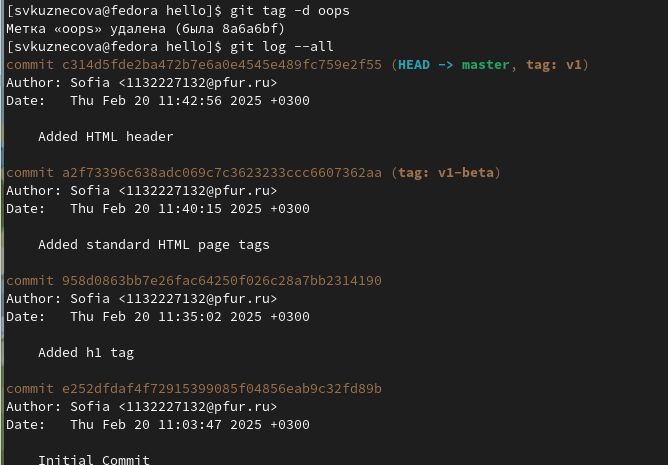 [svkuznecova@fedora hello]$ git tag -d oops
Метка «oops» удалена (была 8a6a6bf)
[svkuznecova@fedora hello]$ git log --all
commit c314d5fde2ba472b7e6a0e4545e489fc759e2f55 (HEAD -> master, tag: v1)
Author: Sofia <1132227132@pfur.ru>
Date:   Thu Feb 20 11:42:56 2025 +0300
    Added HTML header
commit a2f73396c638adc069c7c3623233ccc6607362aa (tag: v1-beta)
Author: Sofia <1132227132@pfur.ru>
Date:   Thu Feb 20 11:40:15 2025 +0300
    Added standard HTML page tags
commit 958d0863bb7e26fac64250f026c28a7bb2314190
Author: Sofia <1132227132@pfur.ru>
Date:   Thu Feb 20 11:35:02 2025 +0300
    Added h1 tag
commit e252dfdaf4f72915399085f04856eab9c32fd89b
Author: Sofia <1132227132@pfur.ru>
Date:   Thu Feb 20 11:03:47 2025 +0300
    Initial Commit